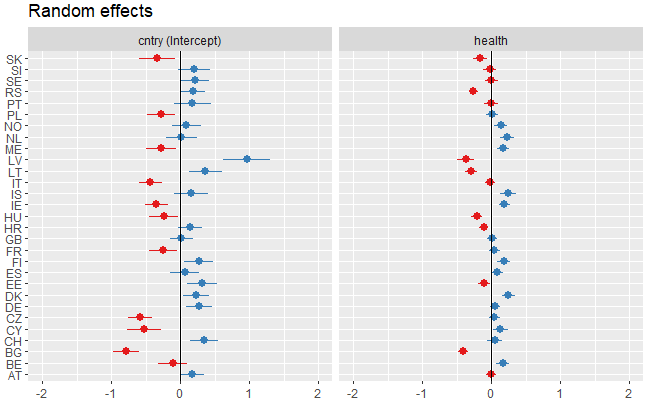 Random effects
cntry (Intercept) health
SK
SI
SE
RS
PT
PL
NO
NL
ME
LV
LT
IT
IS
IE
HU
HR
GB
FR
FI
ES
EE
DK
DE
CZ
CY
CH
BG
BE
AT
-2 -1 0 1 2 -2 -1 0 1 2